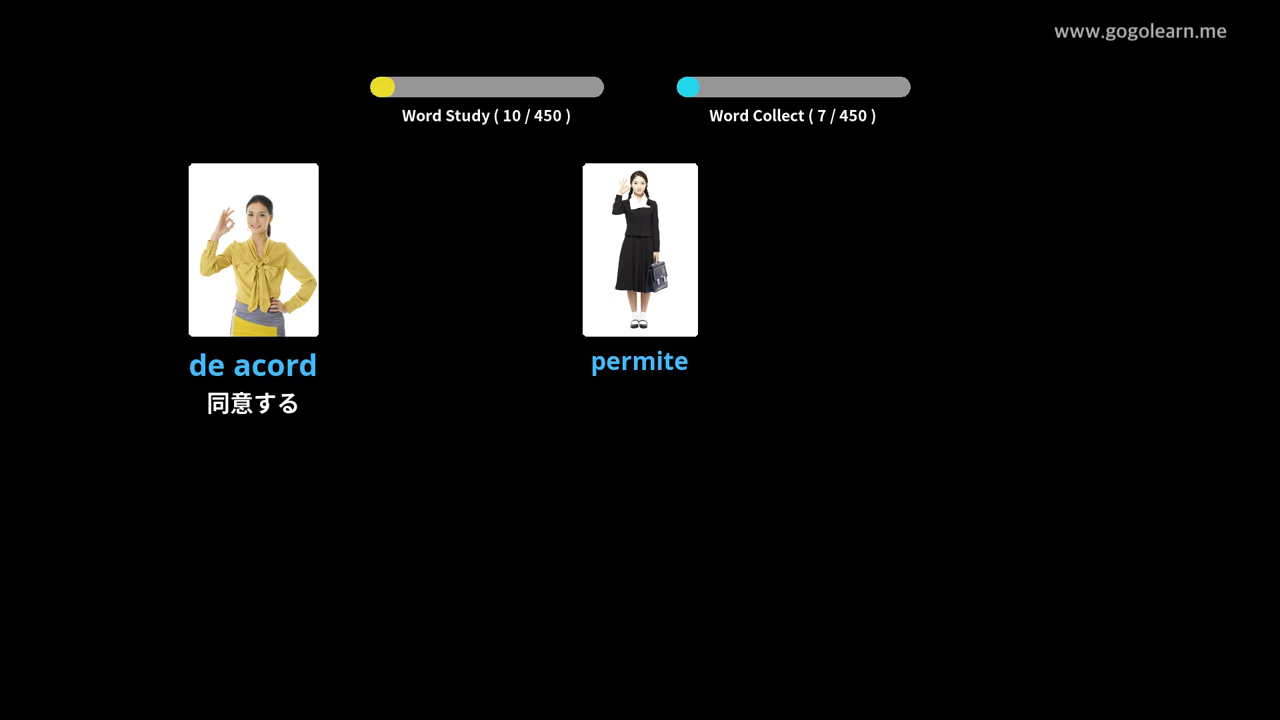 www.gogolearn.me
Word Study ( 10 / 450 )
Word Collect ( 7 / 450 )
de acord
同意する
permite